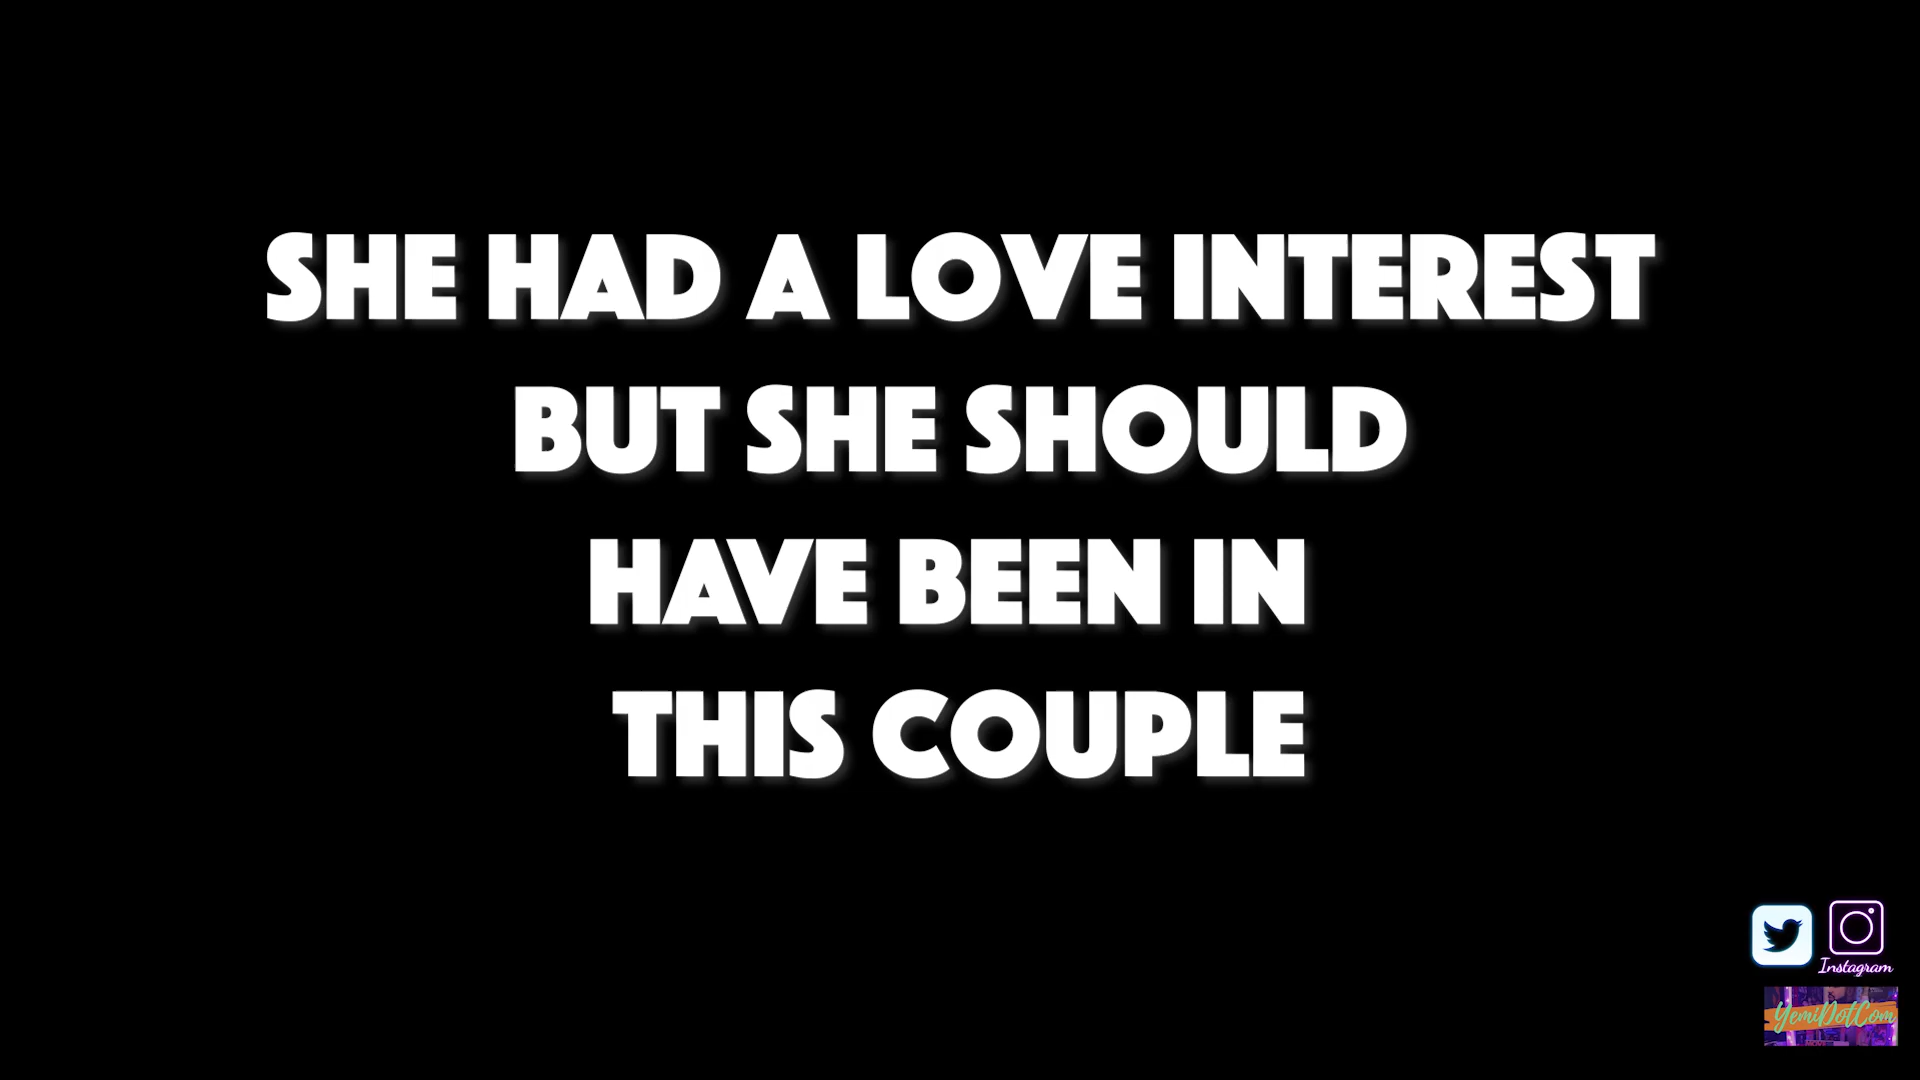 SHE HAD A LOVE INTEREST
BUT SHE SHOULD
HAVE BEEN IN
THIS COUPLE
Instagram
YemiDotCom